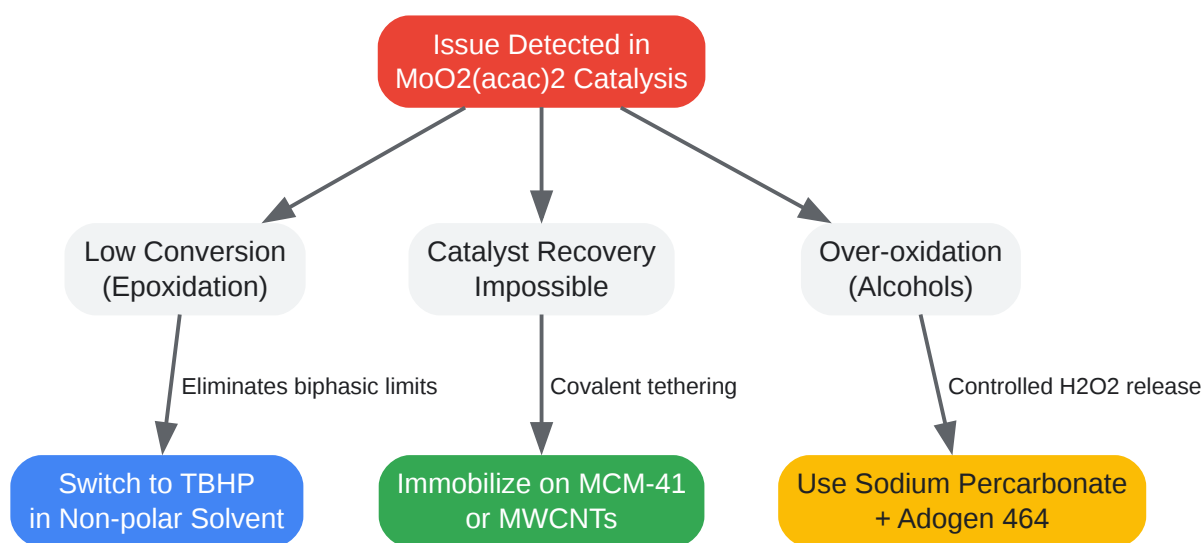 Issue Detected in
MoO2(acac)2 Catalysis
Low Conversion
(Epoxidation)
Catalyst Recovery
Impossible
Over-oxidation
(Alcohols)
Eliminates biphasic limits
Covalent tethering
Controlled H2O2 release
Switch to TBHP
in Non-polar Solvent
Immobilize on MCM-41
or MWCNTs
Use Sodium Percarbonate
+ Adogen 464